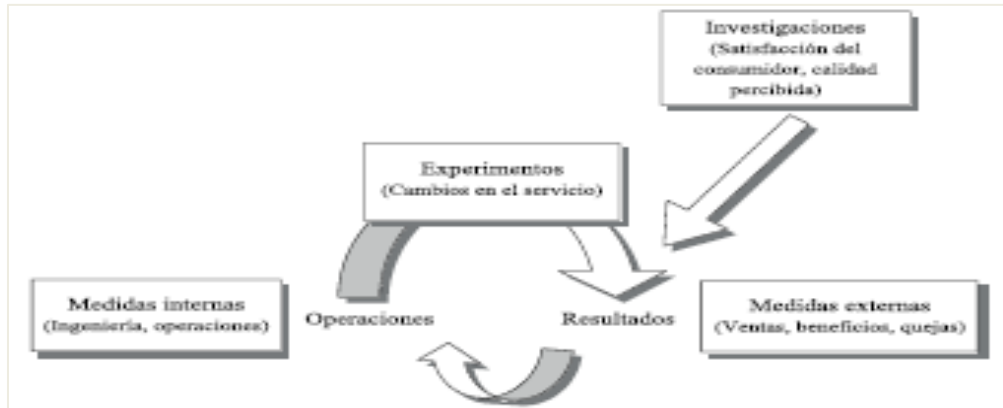 Investigaciones
(Satisfacción del
consumidor, calidad
percibida)
Experimentos
(Cambios en el servicio)
Medidas internas
(Ingeniería, operaciones)
Operaciones
Resultados
Medidas externas
(Ventas, beneficios, quejas)